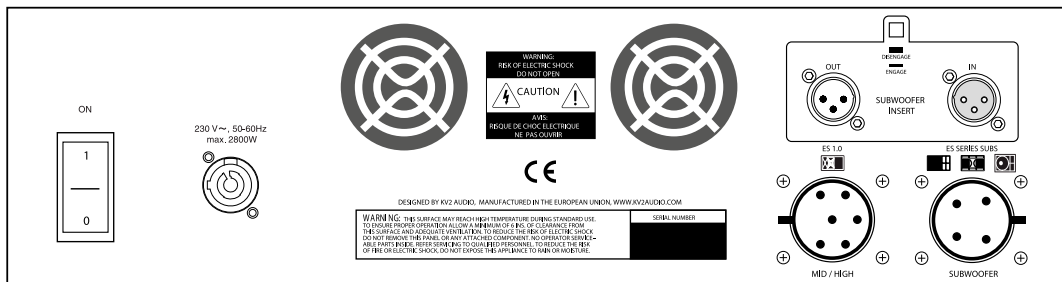 ON
1
0
230 V~, 50-60Hz
max. 2800W
WARNING:
RISK OF ELECTRIC SHOCK
DO NOT OPEN
CAUTION
AVIS:
RISQUE DE CHOC ELECTRIQUE
NE PAS OUVRIR
CE
DESIGNED BY KV2 AUDIO, MANUFACTURED IN THE EUROPEAN UNION, WWW.KV2AUDIO.COM
WARNING: THIS SURFACE MAY REACH HIGH TEMPERATURE DURING STANDARD USE.
TO ENSURE PROPER OPERATION ALLOW A MINIMUM OF 6 INS. OF CLEARANCE FROM
THIS SURFACE AND ADEQUATE VENTILATION, TO REDUCE THE RISK OF ELECTRIC SHOCK
DO NOT REMOVE THIS PANEL OR ANY ATTACHED COMPONENT. NO OPERATOR SERVICE-
ABLE PARTS INSIDE. REFER SERVICING TO QUALIFIED PERSONNEL, TO REDUCE THE RISK
OF FIRE OR ELECTRIC SHOCK, DO NOT EXPOSE THIS APPLIANCE TO RAIN OR MOISTURE.
SERIAL NUMBER
DISENGAGE
ENGAGE
OUT
IN
SUBWOOFER
INSERT
ES 1.0
ES SERIES SUBS
MID / HIGH
SUBWOOFER